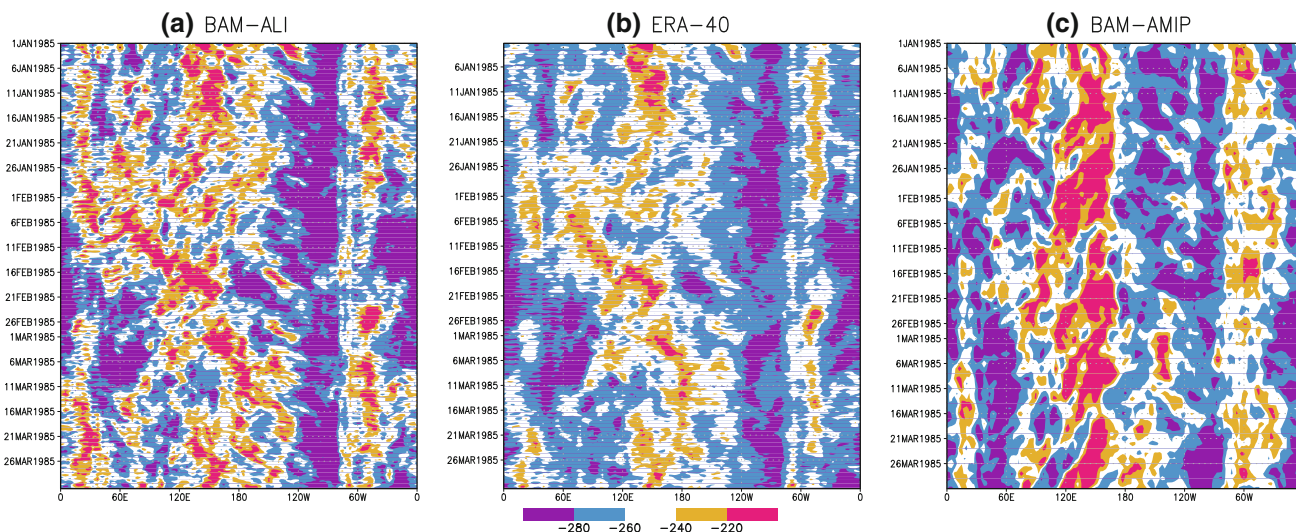 (a) BAM-ALI
(b) ERA-40
(c) BAM-AMIP
1JAN1985
6JAN1985
11JAN1985
16JAN1985
21JAN1985
26JAN1985
1FEB1985
6FEB1985
11FEB1985
16FEB1985
21FEB1985
26FEB1985
1MAR1985
6MAR1985
11MAR1985
16MAR1985
21MAR1985
26MAR1985
0 60E 120E 180 120W 60W 0
6JAN1985
11JAN1985
16JAN1985
21JAN1985
26JAN1985
1FEB1985
6FEB1985
11FEB1985
16FEB1985
21FEB1985
26FEB1985
1MAR1985
6MAR1985
11MAR1985
16MAR1985
21MAR1985
26MAR1985
0 60E 120E 180 120W 60W 0
1JAN1985
6JAN1985
11JAN1985
16JAN1985
21JAN1985
26JAN1985
1FEB1985
6FEB1985
11FEB1985
16FEB1985
21FEB1985
26FEB1985
1MAR1985
6MAR1985
11MAR1985
16MAR1985
21MAR1985
26MAR1985
0 60E 120E 180 120W 60W
-280 -260 -240 -220